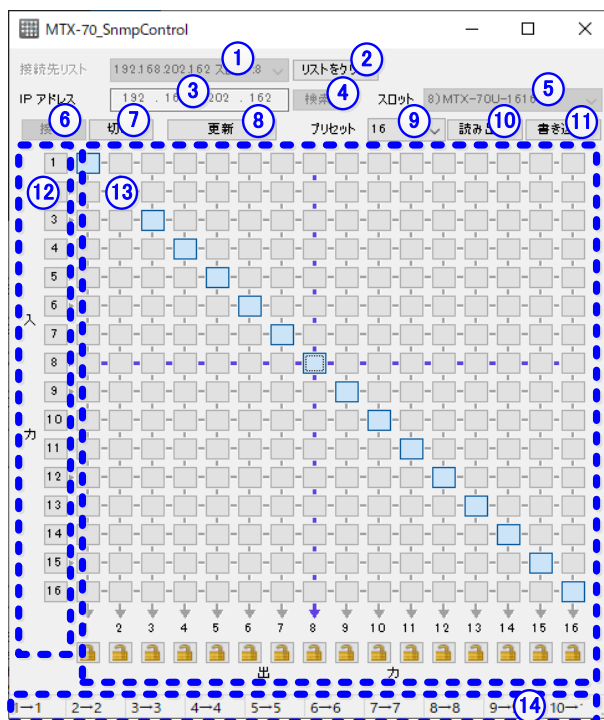 MTX-70_SnmpControl
接続先リスト 192.168.202.162 ① .8 リストをク ②
IP アドレス 192 . 16 ③ 202 . 162 検索 ④ スロット 8)MTX-70U-1616 ⑤
接 ⑥ 切 ⑦ 更新 ⑧ プリセット 16 ⑨ 読み出 ⑩ 書き込 ⑪
1
⑫ ⑬
3
4
5
6
入
7
8
9
10
力
11
12
13
14
15
16
2 3 4 5 6 7 8 9 10 11 12 13 14 15 16
出 力
1→1 2→2 3→3 4→4 5→5 6→6 7→7 8→8 9→ ⑭ 10→